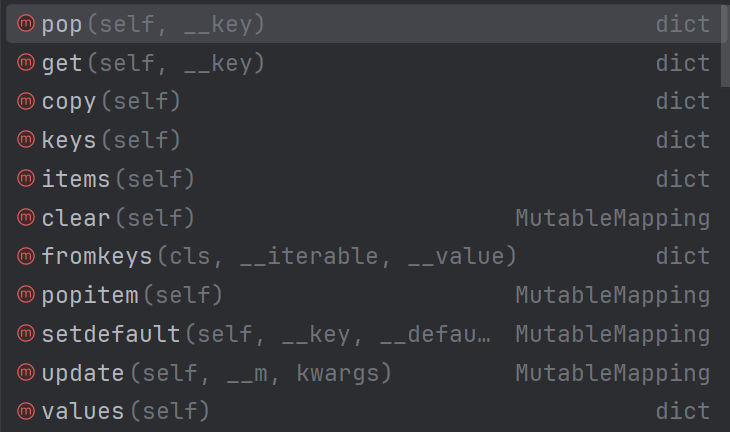 pop(self, __key) dict
get(self, __key) dict
copy(self) dict
keys(self) dict
items(self) dict
clear(self) MutableMapping
fromkeys(cls, __iterable, __value) dict
popitem(self) MutableMapping
setdefault(self, __key, __defau… MutableMapping
update(self, __m, kwargs) MutableMapping
values(self) dict